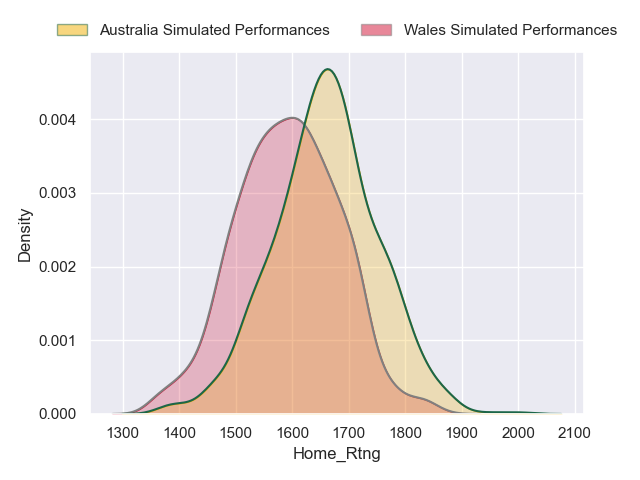 Australia Simulated Performances Wales Simulated Performances
0.004
0.003
0.002
0.001
0.000
Density
1300 1400 1500 1600 1700 1800 1900 2000 2100
Home_Rtng